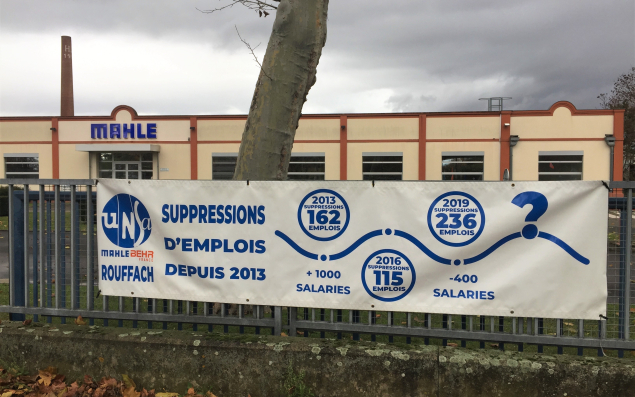 MAHLE
UNSA
MAHLE BEHR
FRANCE
ROUFFACH
SUPPRESSIONS
D'EMPLOIS
DEPUIS 2013
2013
SUPPRESSIONS
162
EMPLOIS
+ 1000
SALARIES
2016
SUPPRESSIONS
115
EMPLOIS
2019
SUPPRESSIONS
236
EMPLOIS
-400
SALARIES
?